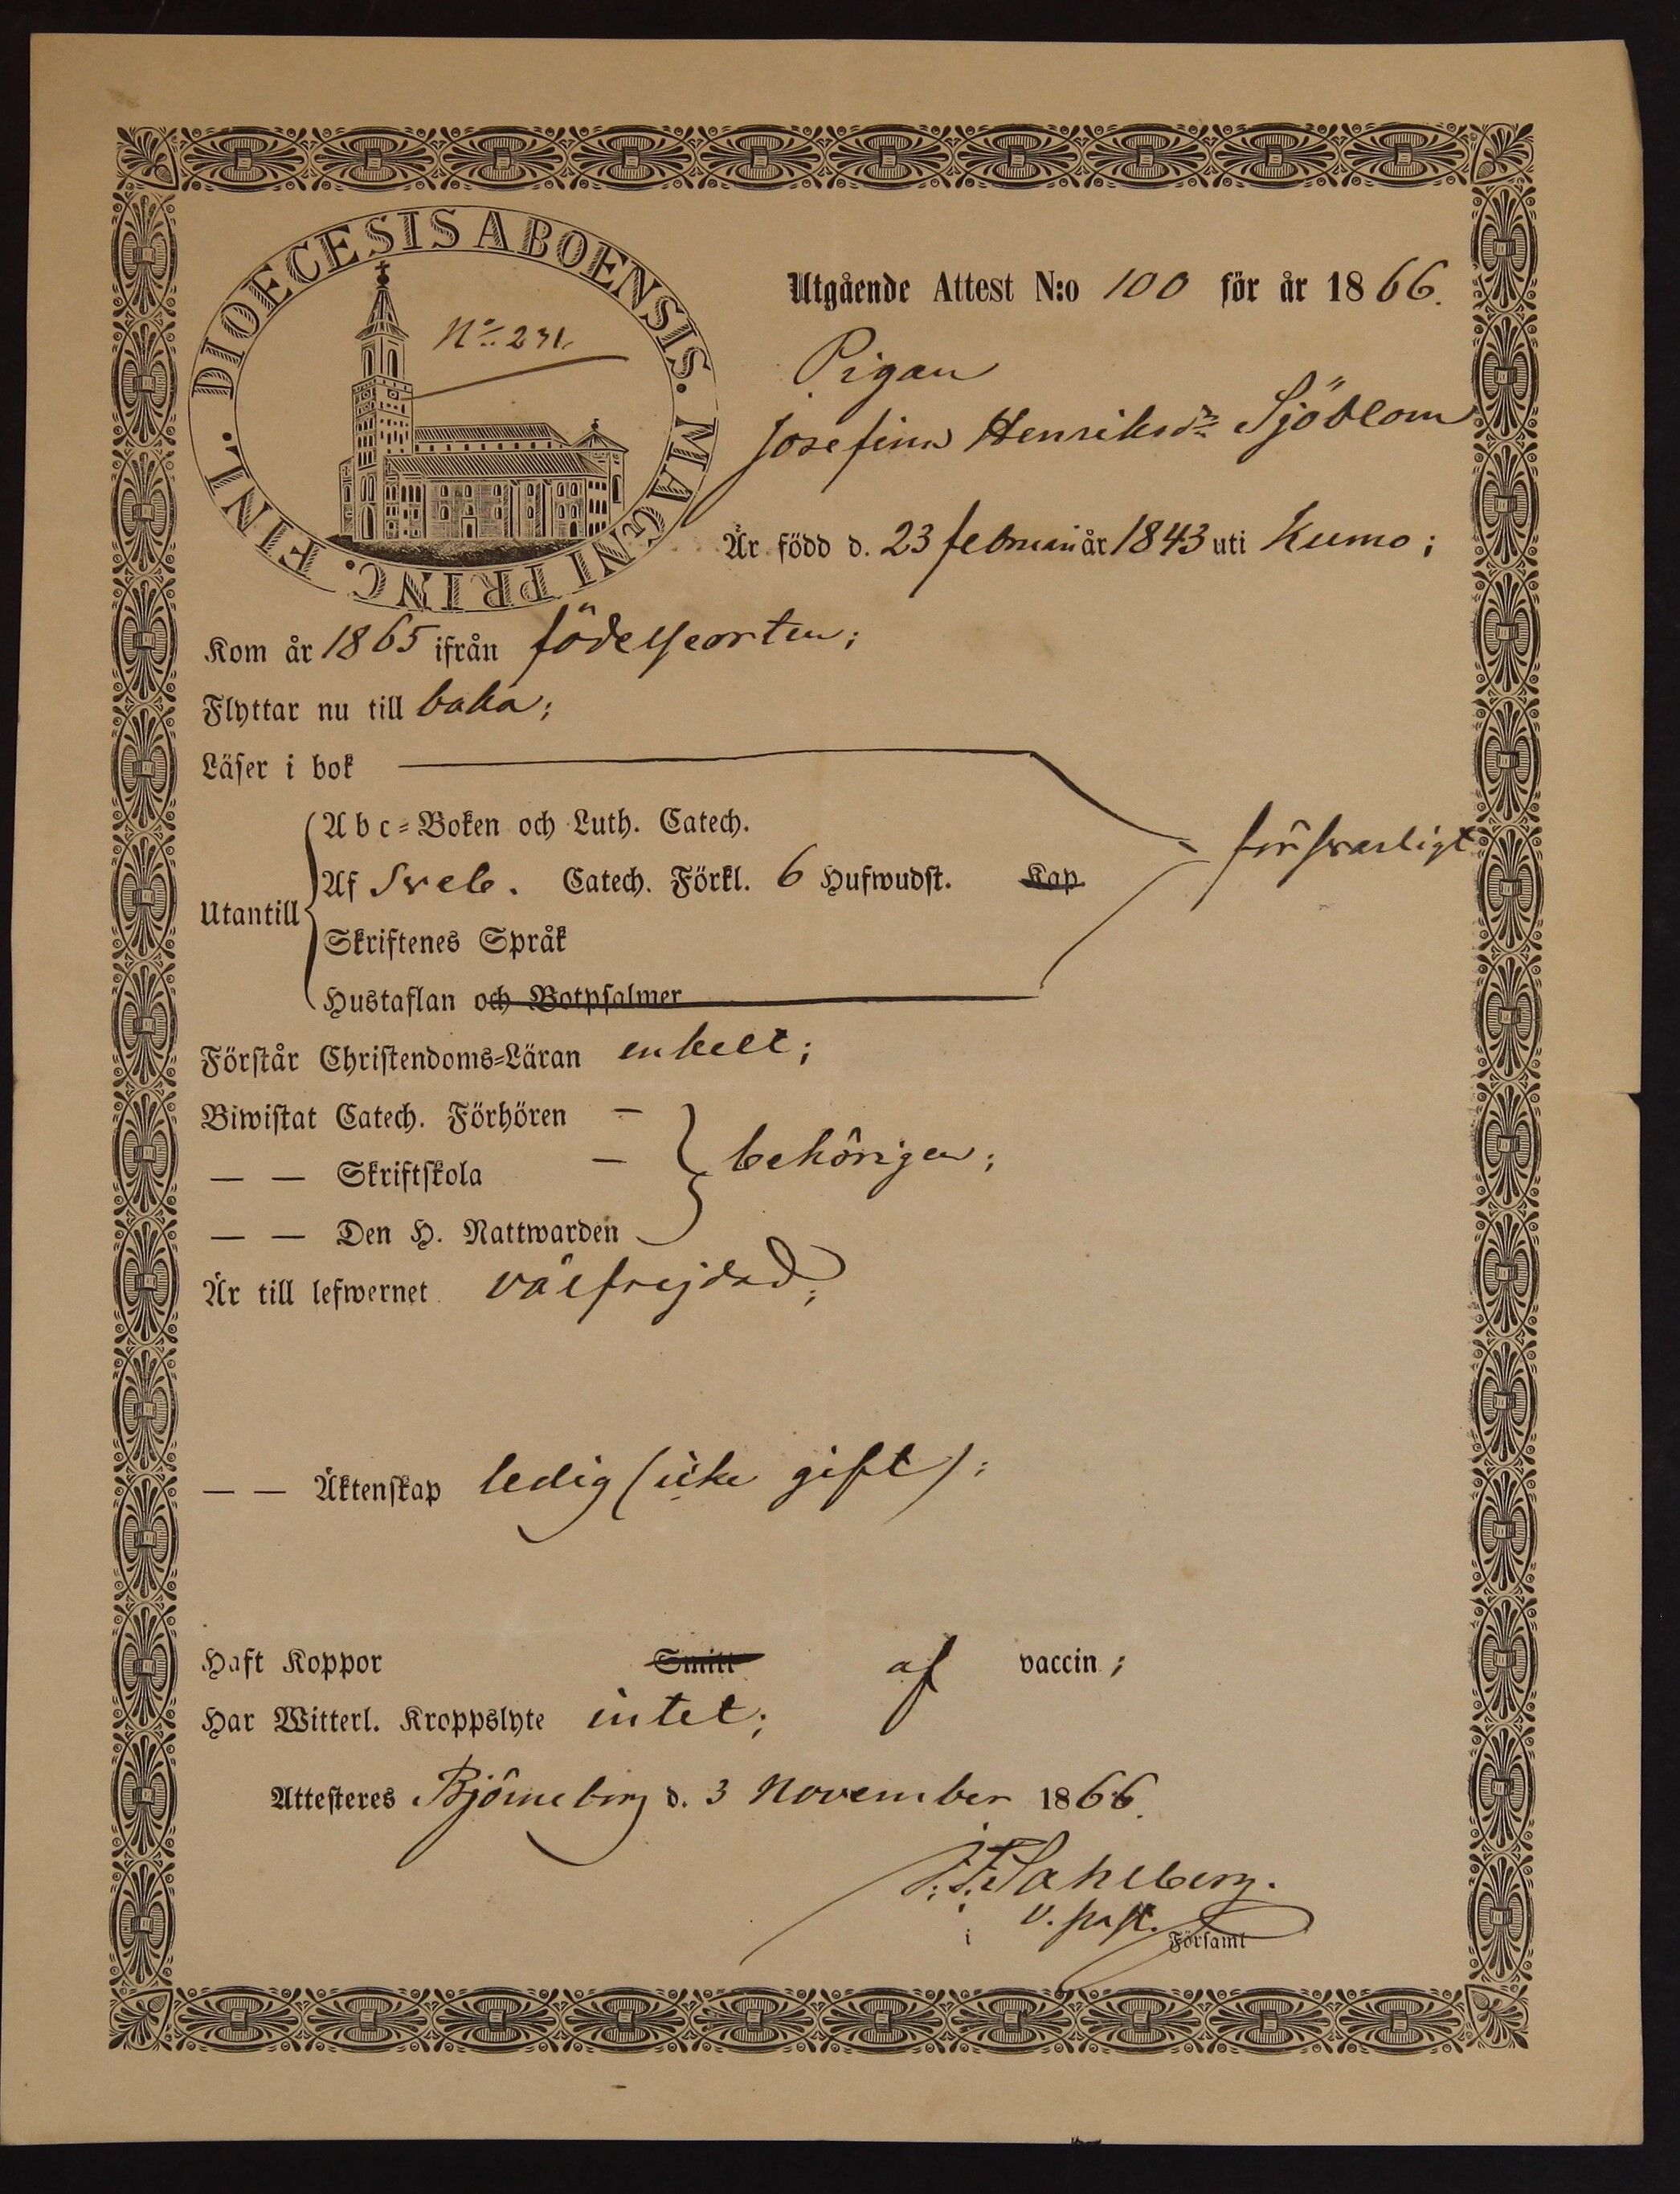 DIOECESIS ABOENSIS. MAGNI PRINC. FINL.
N:o 231.
Utgående Attest N:o 100 för år 1866.
Pigan
Josefina Henriksdr Sjöblom
Är född d. 23 februari år 1843 uti Kumo;
Kom år 1865 ifrån födelseorten;
Flyttar nu till baka;
Läser i bok
Abc-Boken och Luth. Catech.
försvarligt
Af Sveb. Catech. Förkl. 6 Hufwudst. Kap
Utantill
Skriftenes Språk
Hustaflan och Botpsalmer
Förstår Christendoms-Läran enkelt;
Biwistat Catech. Förhören —
behörigen;
— — Skriftskola —
— — Den H. Nattwarden
Är till lefwernet välfrejdad;
— — Äktenskap ledig (icke gift);
Haft Koppor Smitt af vaccin;
Har Witterl. Kroppslyte intet;
Attesteres Björneborg d. 3 November 1866.
J. F. Sahlberg.
v. past.
i Församl